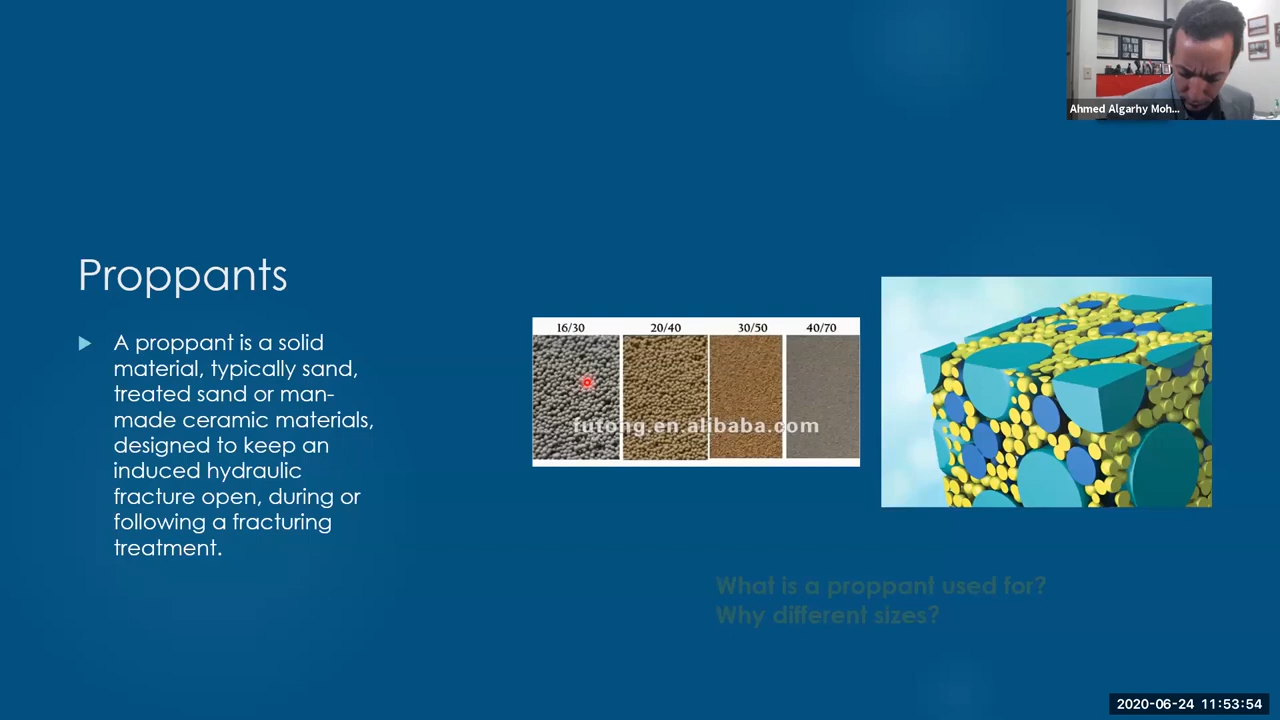 Ahmed Algarhy Moh...
Proppants
A proppant is a solid
material, typically sand,
treated sand or man-
made ceramic materials,
designed to keep an
induced hydraulic
fracture open, during or
following a fracturing
treatment.
16/30 20/40 30/50 40/70
futong.en.alibaba.com
What is a proppant used for?
Why different sizes?
2020-06-24 11:53:54